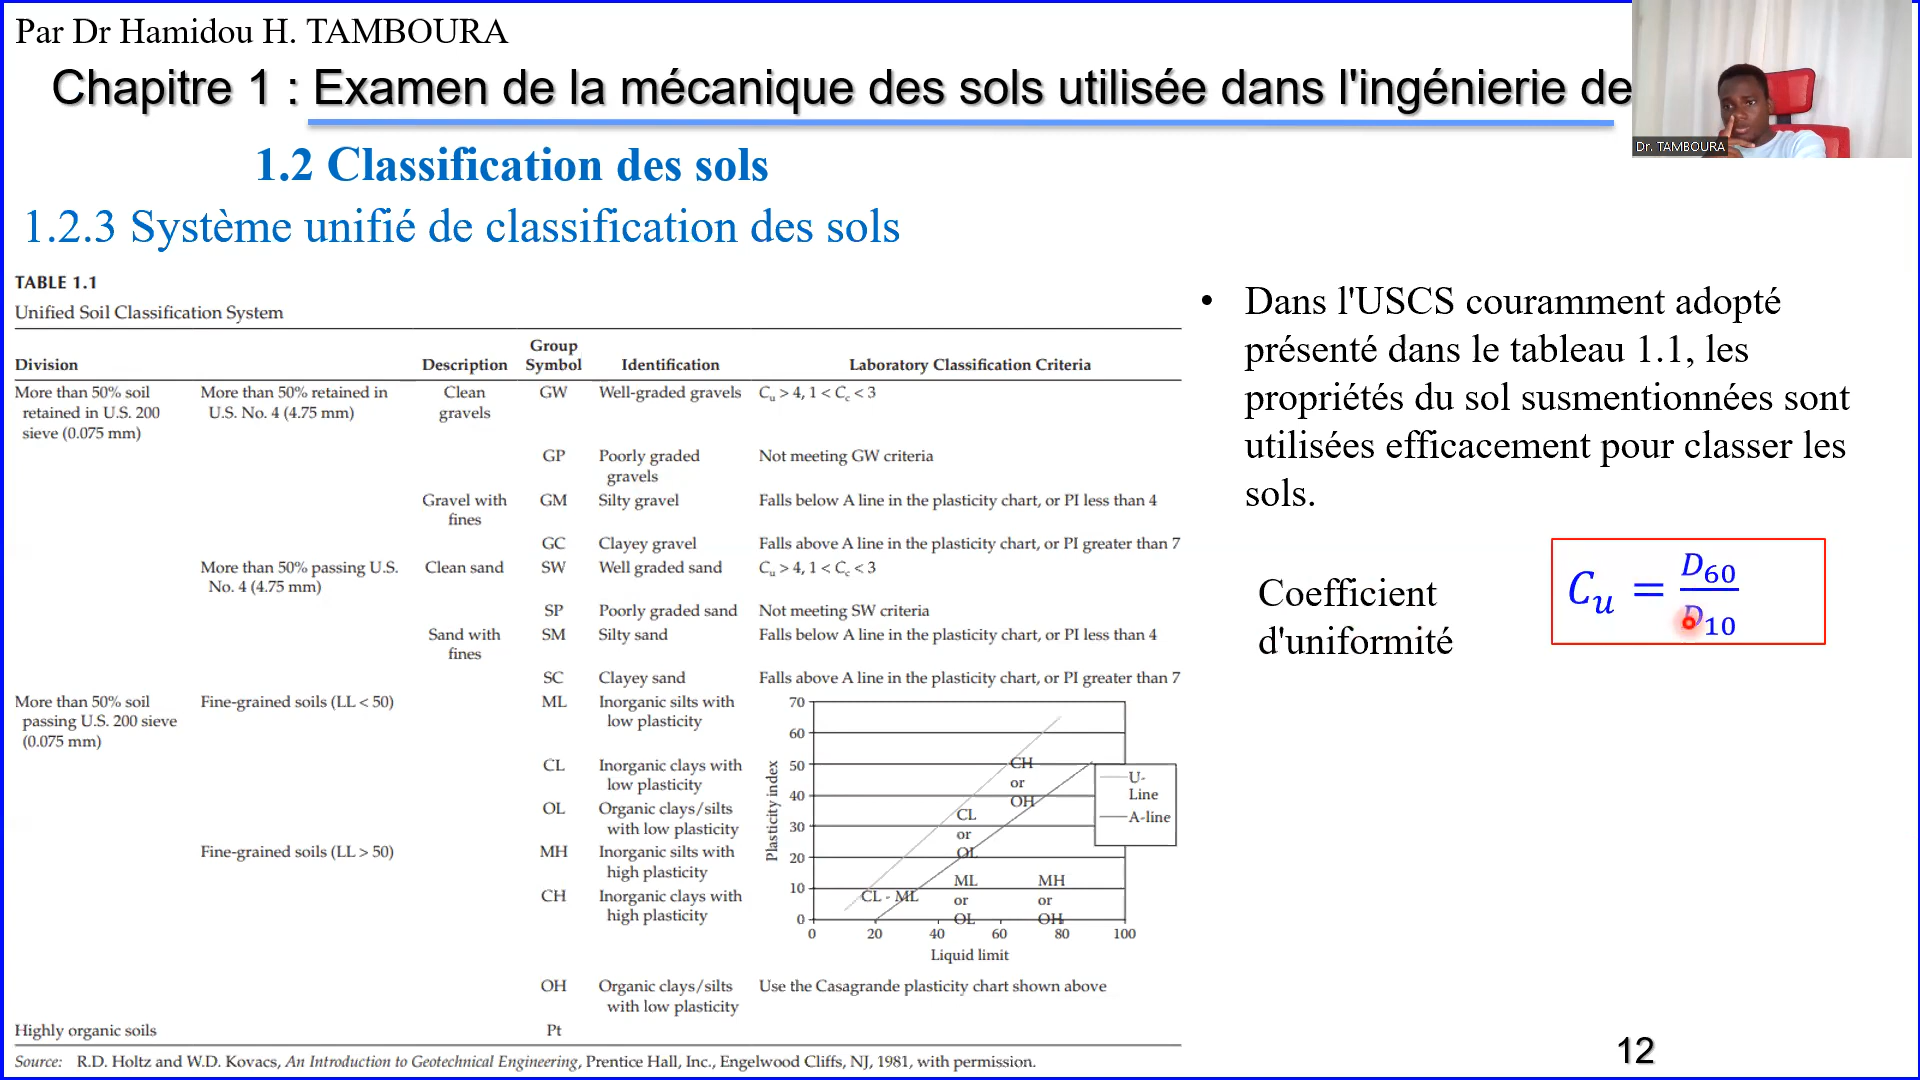 Par Dr Hamidou H. TAMBOURA
Chapitre 1 : Examen de la mécanique des sols utilisée dans l'ingénierie de
Dr. TAMBOURA
1.2 Classification des sols
1.2.3 Système unifié de classification des sols
TABLE 1.1
Unified Soil Classification System
Division Description Group Symbol Identification Laboratory Classification Criteria
More than 50% soil retained in U.S. 200 sieve (0.075 mm) More than 50% retained in U.S. No. 4 (4.75 mm) Clean gravels GW Well-graded gravels Cu > 4, 1 < Cc < 3
GP Poorly graded gravels Not meeting GW criteria
Gravel with fines GM Silty gravel Falls below A line in the plasticity chart, or PI less than 4
GC Clayey gravel Falls above A line in the plasticity chart, or PI greater than 7
More than 50% passing U.S. No. 4 (4.75 mm) Clean sand SW Well graded sand Cu > 4, 1 < Cc < 3
SP Poorly graded sand Not meeting SW criteria
Sand with fines SM Silty sand Falls below A line in the plasticity chart, or PI less than 4
SC Clayey sand Falls above A line in the plasticity chart, or PI greater than 7
More than 50% soil passing U.S. 200 sieve (0.075 mm) Fine-grained soils (LL < 50) ML Inorganic silts with low plasticity
CL Inorganic clays with low plasticity
OL Organic clays/silts with low plasticity
Fine-grained soils (LL > 50) MH Inorganic silts with high plasticity
CH Inorganic clays with high plasticity
Plasticity index
70
60
50
40
30
20
10
0
0 20 40 60 80 100
Liquid limit
CH or OH
CL or OL
CL - ML
ML or OL
MH or OH
U-Line
A-line
OH Organic clays/silts with low plasticity Use the Casagrande plasticity chart shown above
Highly organic soils Pt
Source: R.D. Holtz and W.D. Kovacs, An Introduction to Geotechnical Engineering, Prentice Hall, Inc., Engelwood Cliffs, NJ, 1981, with permission.
• Dans l'USCS couramment adopté
présenté dans le tableau 1.1, les
propriétés du sol susmentionnées sont
utilisées efficacement pour classer les
sols.
Coefficient
d'uniformité
Cu = D60 / D10
12